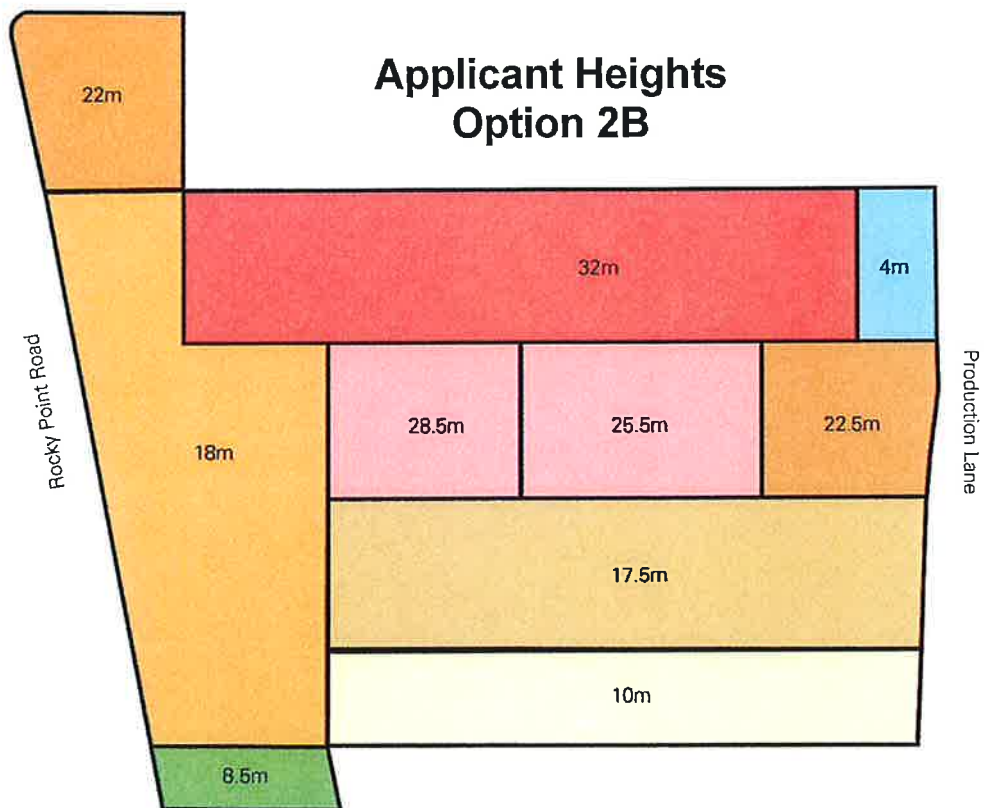 Applicant Heights
Option 2B
22m
32m
4m
Rocky Point Road
18m
28.5m
25.5m
22.5m
Production Lane
17.5m
10m
8.5m